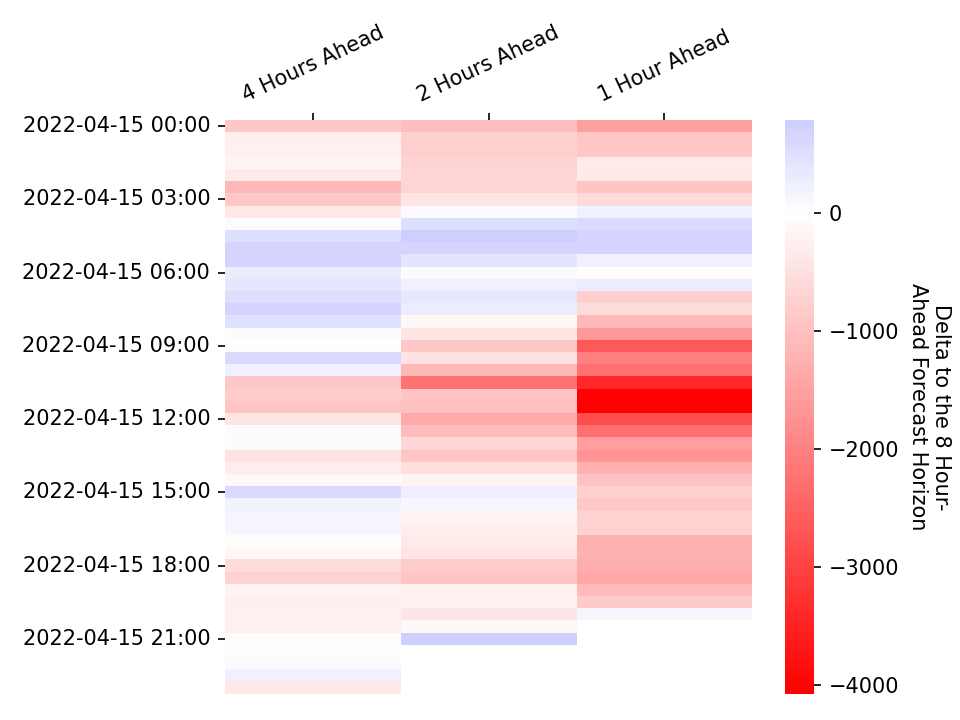 4 Hours Ahead
2 Hours Ahead
1 Hour Ahead
2022-04-15 00:00
2022-04-15 03:00
2022-04-15 06:00
2022-04-15 09:00
2022-04-15 12:00
2022-04-15 15:00
2022-04-15 18:00
2022-04-15 21:00
0
−1000
−2000
−3000
−4000
Delta to the 8 Hour-
Ahead Forecast Horizon